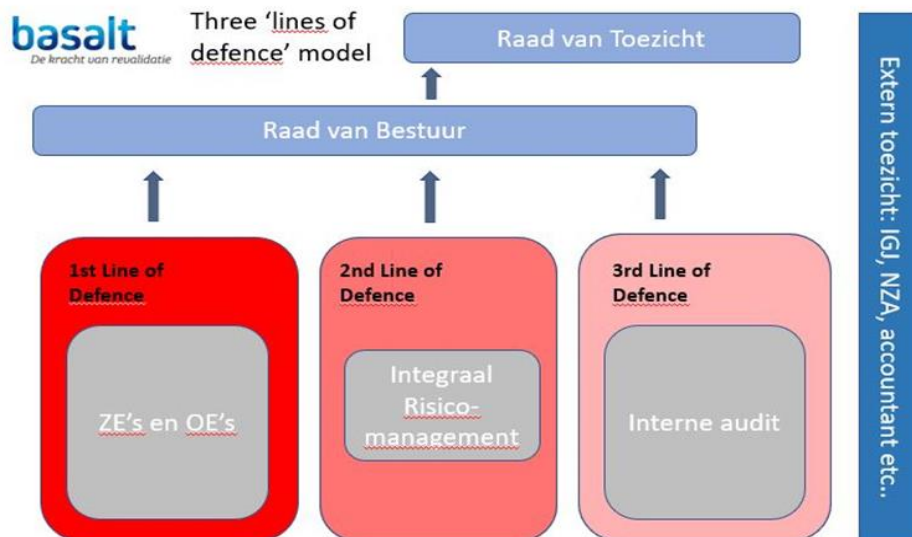 basalt
De kracht van revalidatie
Three ‘lines of
defence’ model
Raad van Toezicht
Raad van Bestuur
1st Line of
Defence
ZE’s en OE’s
2nd Line of
Defence
Integraal
Risico-
management
3rd Line of
Defence
Interne audit
Extern toezicht: IGJ, NZA, accountant etc..